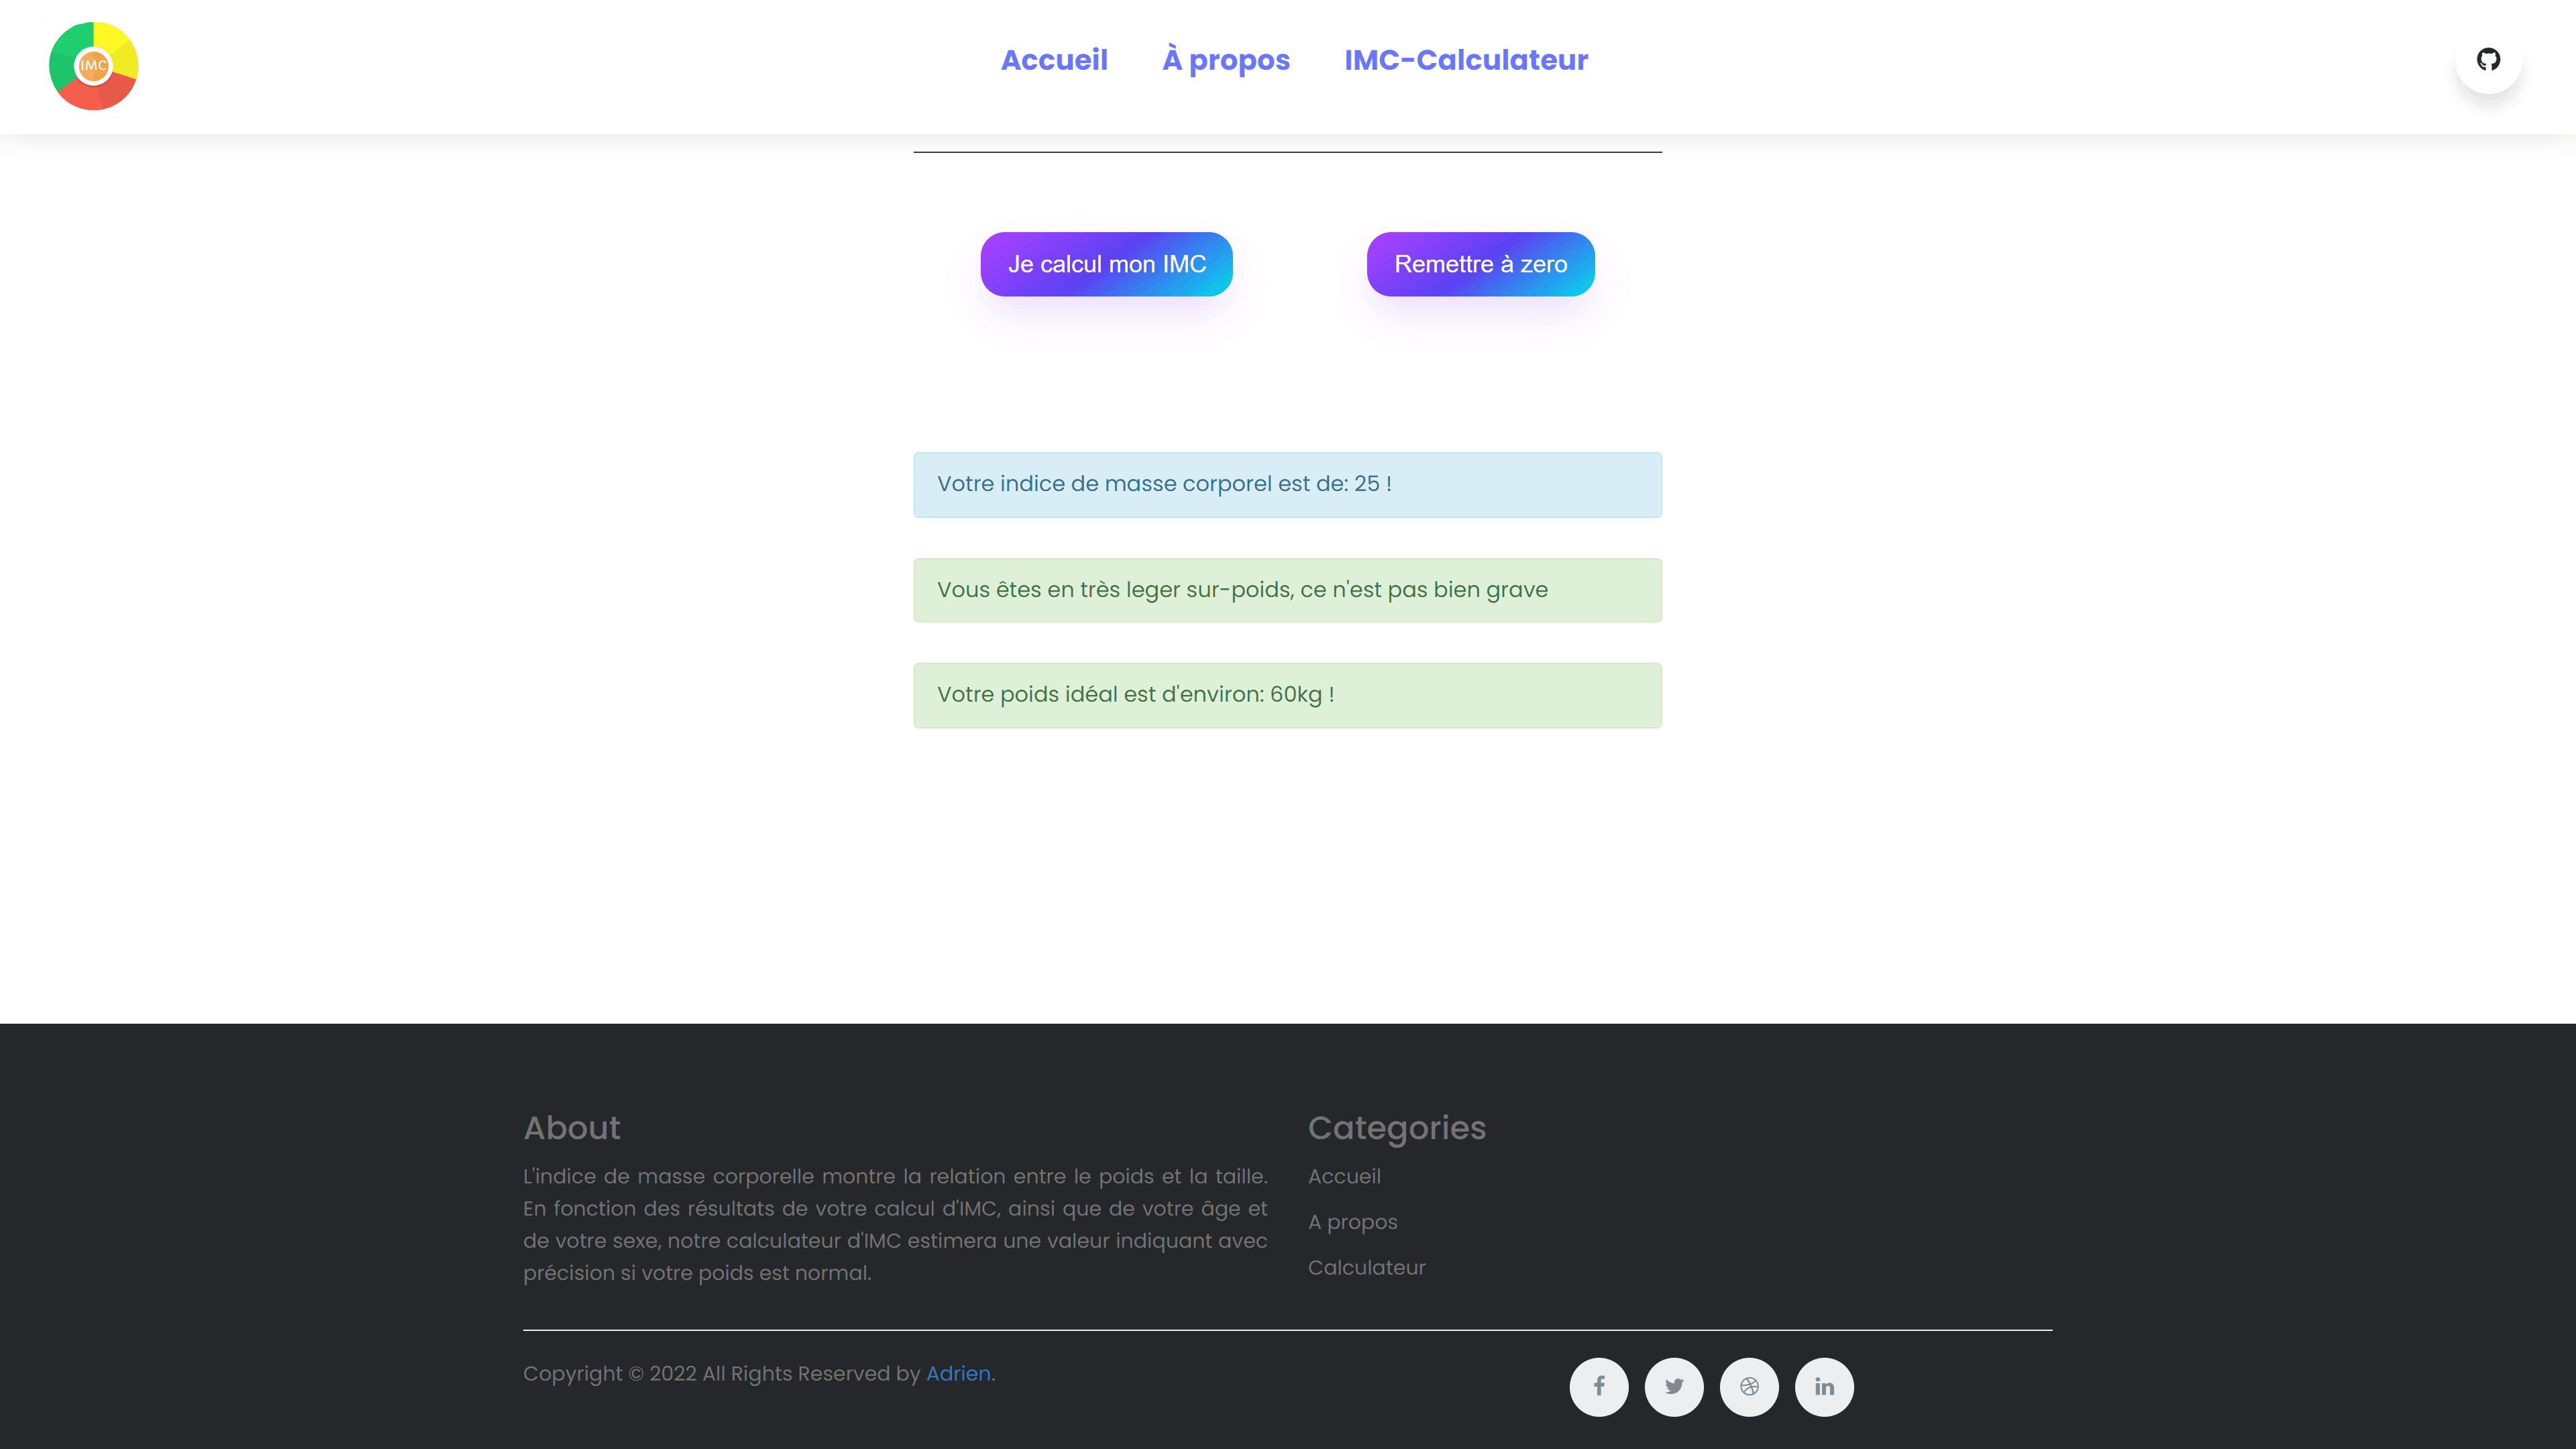 IMC
Accueil
À propos
IMC-Calculateur
Je calcul mon IMC
Remettre à zero
Votre indice de masse corporel est de: 25 !
Vous êtes en très leger sur-poids, ce n'est pas bien grave
Votre poids idéal est d'environ: 60kg !
About
L'indice de masse corporelle montre la relation entre le poids et la taille.
En fonction des résultats de votre calcul d'IMC, ainsi que de votre âge et
de votre sexe, notre calculateur d'IMC estimera une valeur indiquant avec
précision si votre poids est normal.
Categories
Accueil
A propos
Calculateur
Copyright © 2022 All Rights Reserved by Adrien.